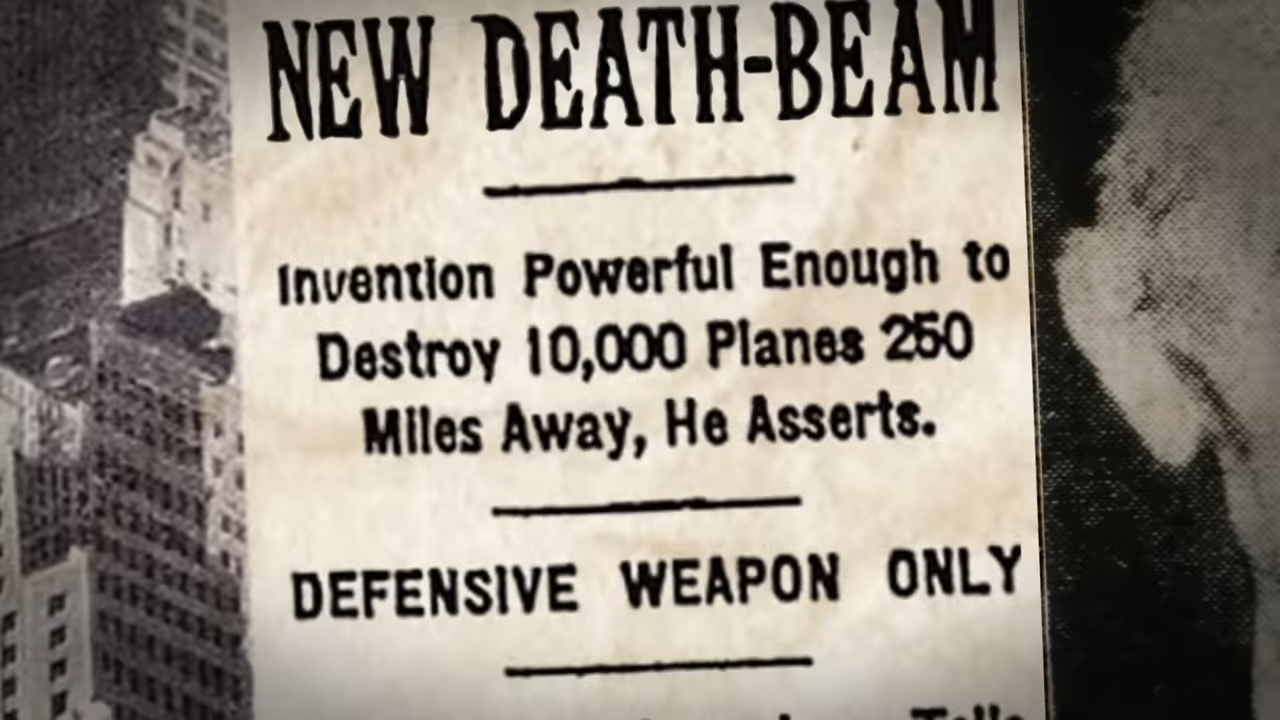 NEW DEATH-BEAM
Invention Powerful Enough to
Destroy 10,000 Planes 250
Miles Away, He Asserts.
DEFENSIVE WEAPON ONLY